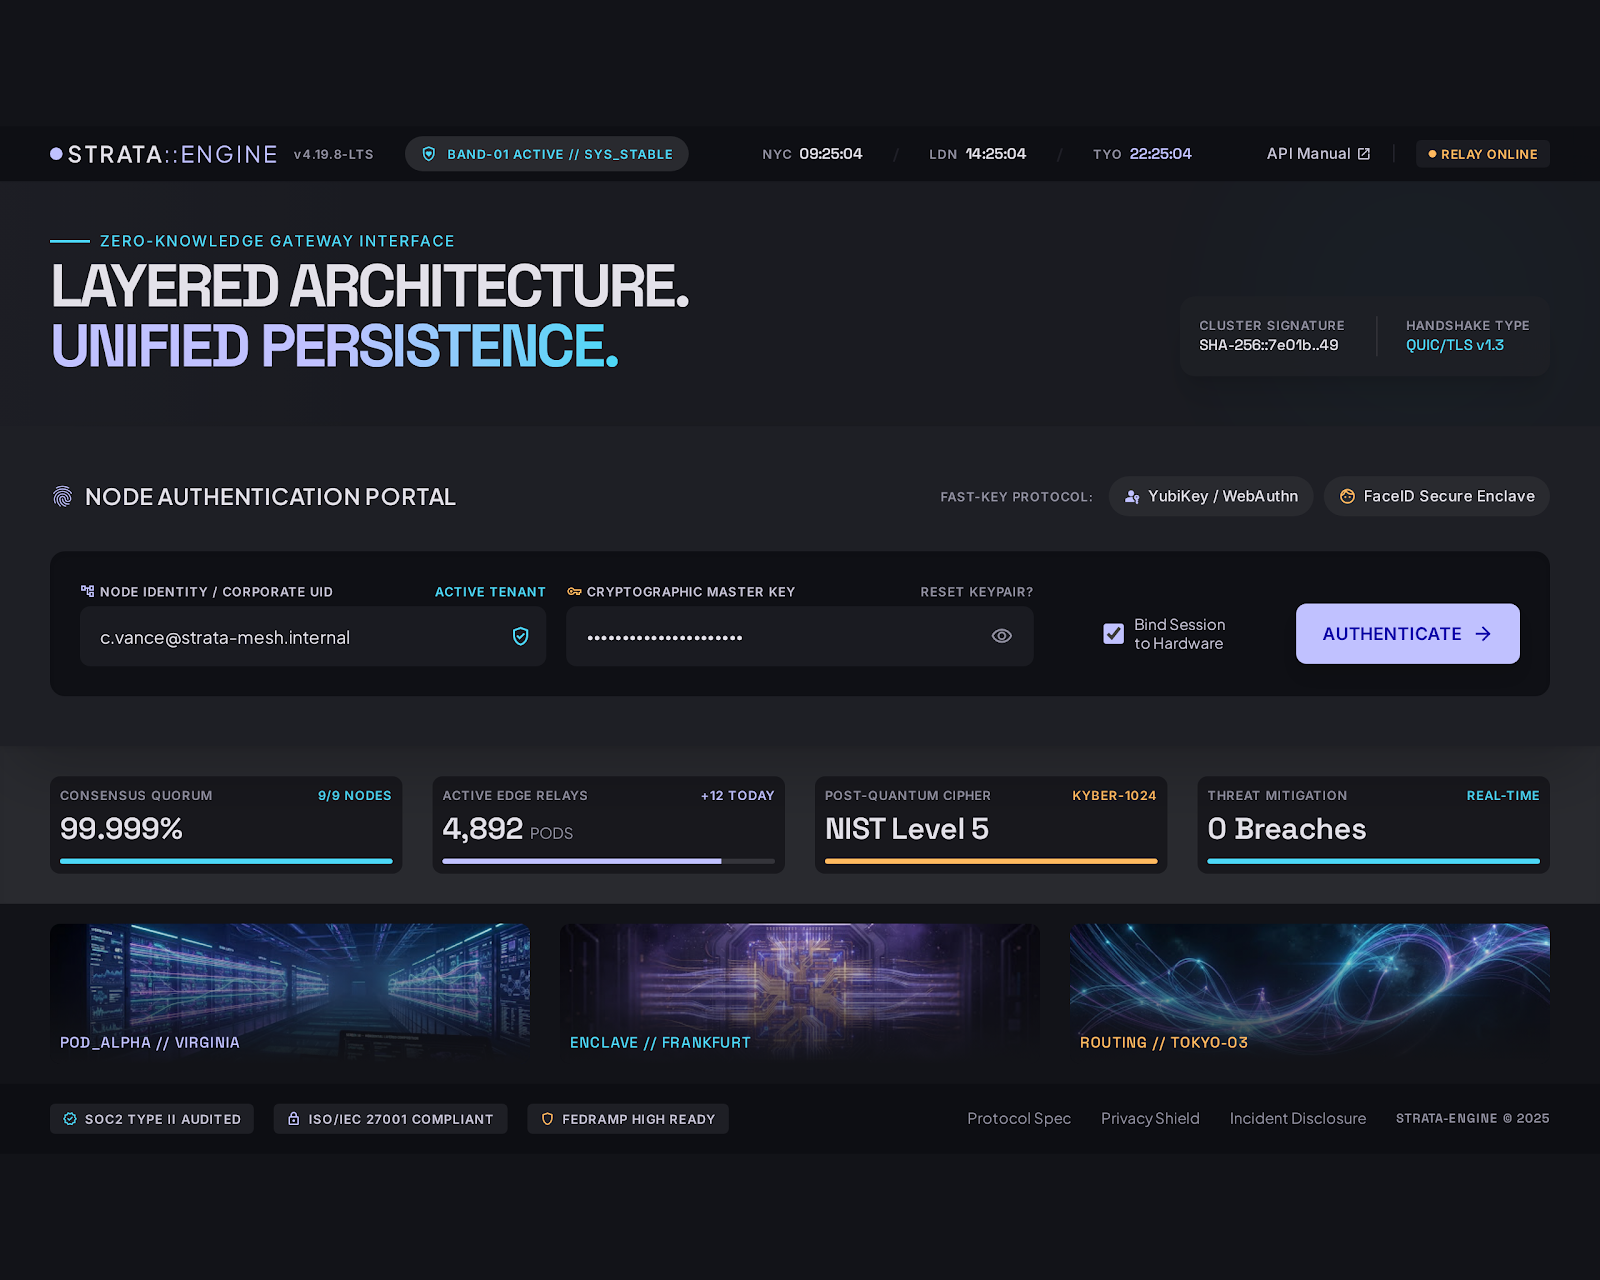 STRATA::ENGINE v4.19.8-LTS BAND-01 ACTIVE // SYS_STABLE NYC 09:25:04 / LDN 14:25:04 / TYO 22:25:04 API Manual RELAY ONLINE
ZERO-KNOWLEDGE GATEWAY INTERFACE
LAYERED ARCHITECTURE.
UNIFIED PERSISTENCE.
CLUSTER SIGNATURE HANDSHAKE TYPE
SHA-256::7e01b..49 QUIC/TLS v1.3
NODE AUTHENTICATION PORTAL FAST-KEY PROTOCOL: YubiKey / WebAuthn FaceID Secure Enclave
NODE IDENTITY / CORPORATE UID ACTIVE TENANT CRYPTOGRAPHIC MASTER KEY RESET KEYPAIR?
c.vance@strata-mesh.internal ••••••••••••••••••••••
Bind Session
to Hardware
AUTHENTICATE
CONSENSUS QUORUM 9/9 NODES
99.999%
ACTIVE EDGE RELAYS +12 TODAY
4,892 PODS
POST-QUANTUM CIPHER KYBER-1024
NIST Level 5
THREAT MITIGATION REAL-TIME
0 Breaches
POD_ALPHA // VIRGINIA
ENCLAVE // FRANKFURT
ROUTING // TOKYO-03
SOC2 TYPE II AUDITED ISO/IEC 27001 COMPLIANT FEDRAMP HIGH READY Protocol Spec Privacy Shield Incident Disclosure STRATA-ENGINE © 2025